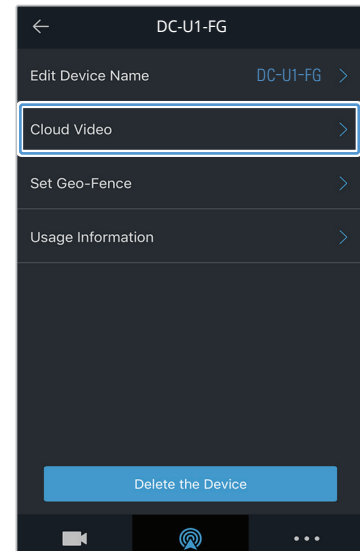 DC-U1-FG
Edit Device Name DC-U1-FG
Cloud Video
Set Geo-Fence
Usage Information
Delete the Device